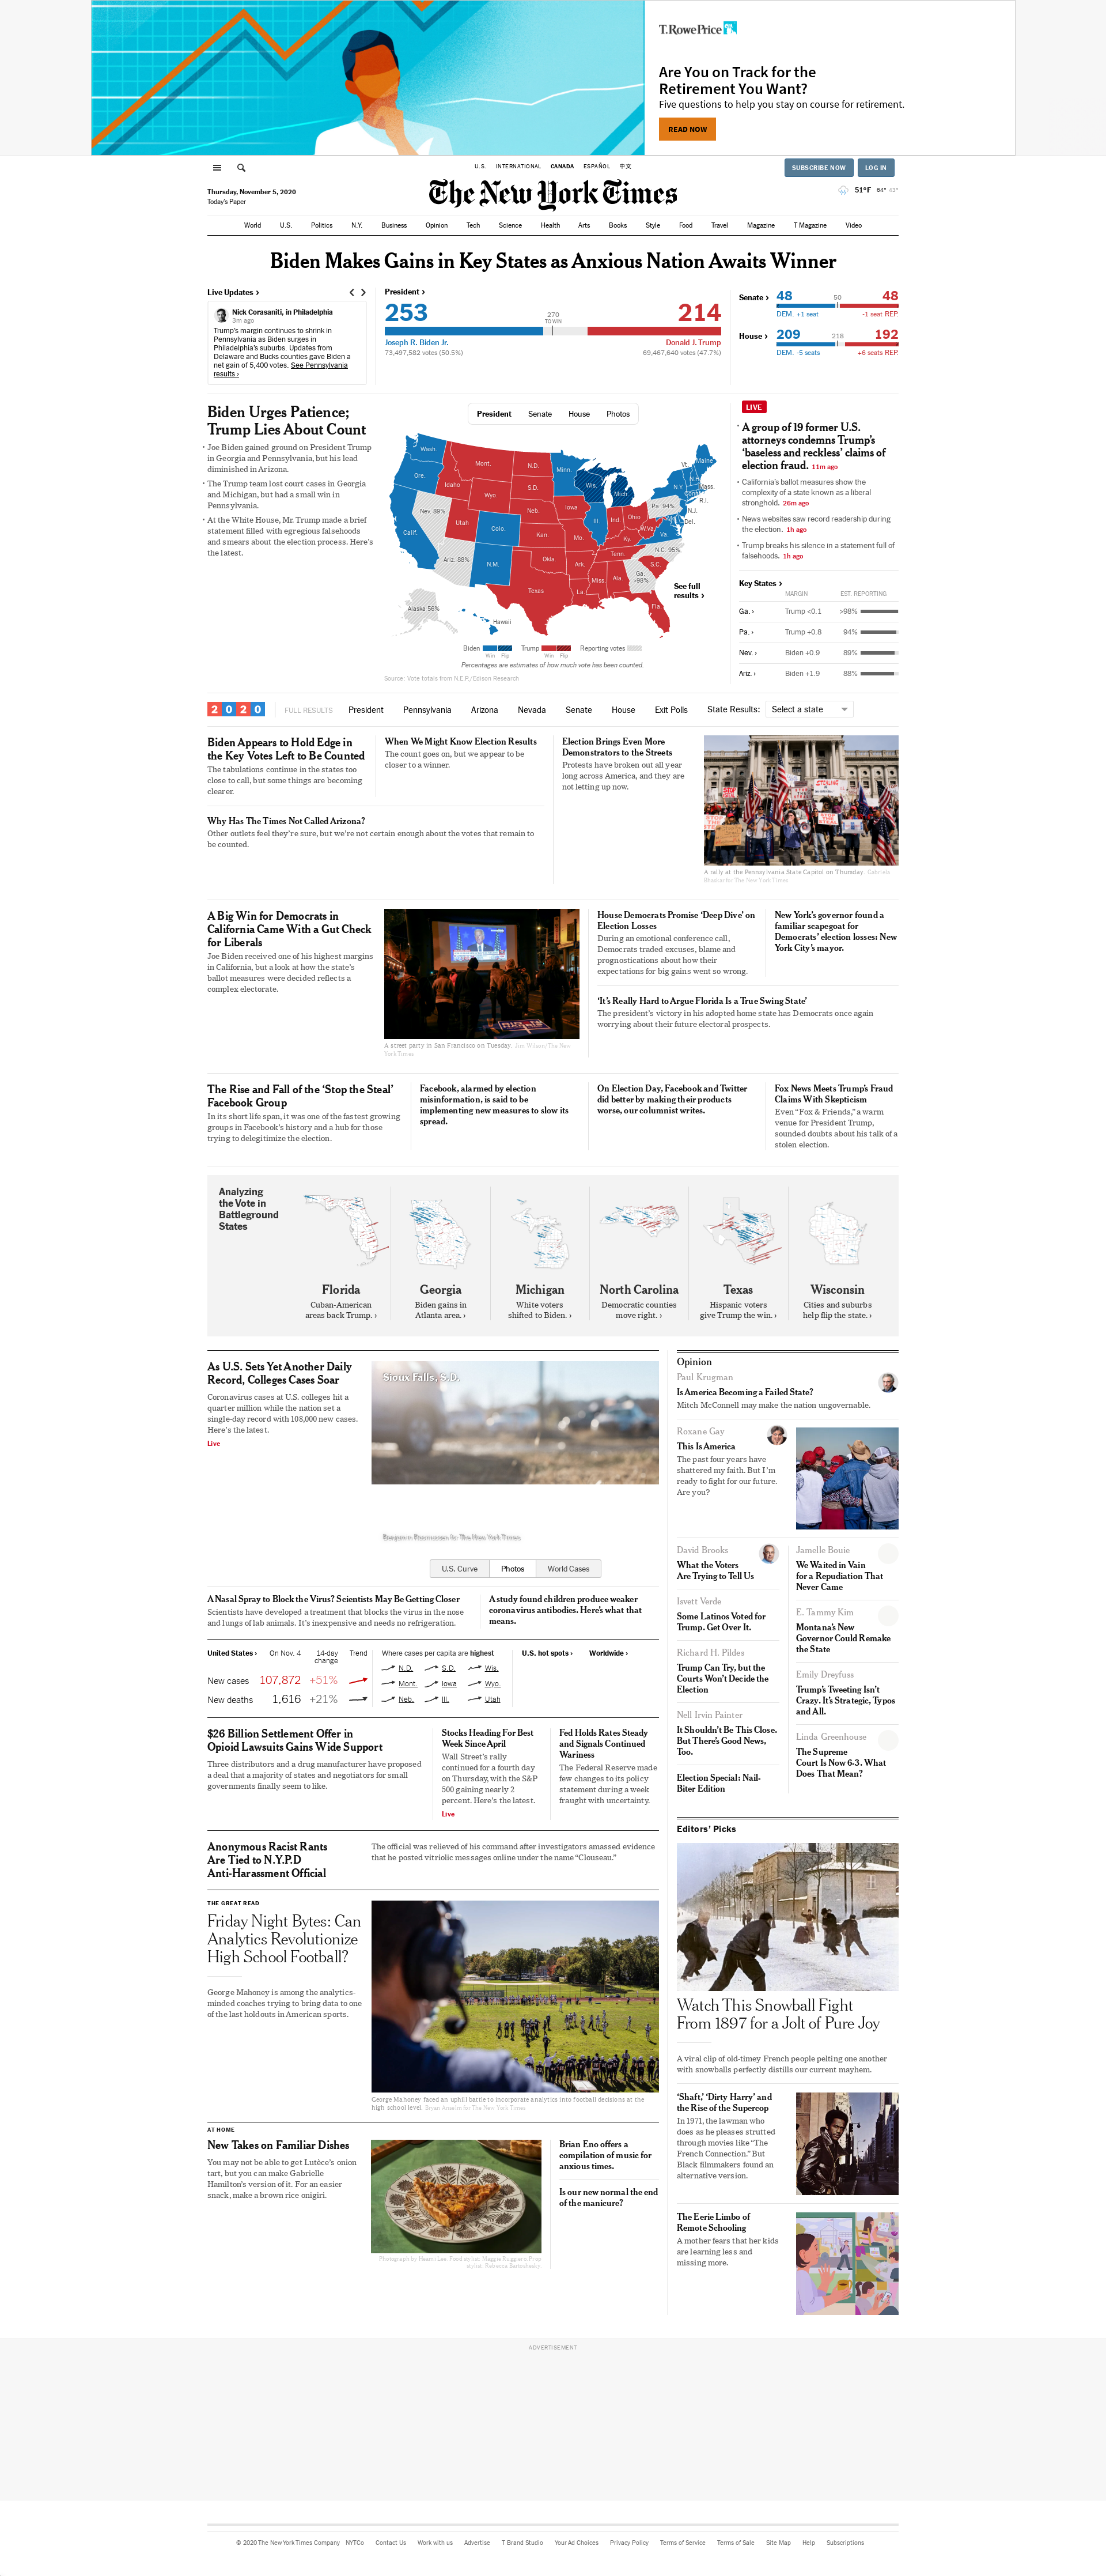 T.RowePrice
Are You on Track for the
Retirement You Want?
Five questions to help you stay on course for retirement.
READ NOW
U.S. INTERNATIONAL CANADA ESPAÑOL 中文
SUBSCRIBE NOW LOG IN
Thursday, November 5, 2020
Today's Paper
The New York Times
51°F 64° 43°
World U.S. Politics N.Y. Business Opinion Tech Science Health Arts Books Style Food Travel Magazine T Magazine Video
Biden Makes Gains in Key States as Anxious Nation Awaits Winner
Live Updates ›
Nick Corasaniti, in Philadelphia
3m ago
Trump's margin continues to shrink in
Pennsylvania as Biden surges in
Philadelphia's suburbs. Updates from
Delaware and Bucks counties gave Biden a
net gain of 5,400 votes. See Pennsylvania
results ›
President ›
253
270
TO WIN
214
Joseph R. Biden Jr.
Donald J. Trump
73,497,582 votes (50.5%)
69,467,640 votes (47.7%)
Senate ›
48
50
48
DEM. +1 seat
-1 seat REP.
House ›
209
218
192
DEM. -5 seats
+6 seats REP.
Biden Urges Patience;
Trump Lies About Count
• Joe Biden gained ground on President Trump
in Georgia and Pennsylvania, but his lead
diminished in Arizona.
• The Trump team lost court cases in Georgia
and Michigan, but had a small win in
Pennsylvania.
• At the White House, Mr. Trump made a brief
statement filled with egregious falsehoods
and smears about the election process. Here's
the latest.
President Senate House Photos
Wash.
Ore.
Calif.
Nev. 89%
Idaho
Mont.
Wyo.
Utah
Colo.
Ariz. 88%
N.M.
N.D.
S.D.
Neb.
Kan.
Okla.
Texas
Minn.
Iowa
Mo.
Ark.
La.
Wis.
Ill.
Mich.
Ind.
Ohio
Ky.
Tenn.
Miss.
Ala.
Ga.
>98%
Fla.
S.C.
N.C. 95%
Va.
W.Va.
Pa. 94%
N.Y.
Vt.
N.H.
Maine
Mass.
Conn.
R.I.
N.J.
Del.
Md.
Alaska 56%
Hawaii
See full
results ›
Biden
Win Flip
Trump
Win Flip
Reporting votes
Percentages are estimates of how much vote has been counted.
Source: Vote totals from N.E.P./Edison Research
LIVE
• A group of 19 former U.S.
attorneys condemns Trump's
'baseless and reckless' claims of
election fraud. 11m ago
• California's ballot measures show the
complexity of a state known as a liberal
stronghold. 26m ago
• News websites saw record readership during
the election. 1h ago
• Trump breaks his silence in a statement full of
falsehoods. 1h ago
Key States ›
MARGIN EST. REPORTING
Ga. › Trump <0.1 >98%
Pa. › Trump +0.8 94%
Nev. › Biden +0.9 89%
Ariz. › Biden +1.9 88%
2020
FULL RESULTS President Pennsylvania Arizona Nevada Senate House Exit Polls State Results: Select a state
Biden Appears to Hold Edge in
the Key Votes Left to Be Counted
The tabulations continue in the states too
close to call, but some things are becoming
clearer.
When We Might Know Election Results
The count goes on, but we appear to be
closer to a winner.
Why Has The Times Not Called Arizona?
Other outlets feel they're sure, but we're not certain enough about the votes that remain to
be counted.
Election Brings Even More
Demonstrators to the Streets
Protests have broken out all year
long across America, and they are
not letting up now.
A rally at the Pennsylvania State Capitol on Thursday. Gabriela
Bhaskar for The New York Times
A Big Win for Democrats in
California Came With a Gut Check
for Liberals
Joe Biden received one of his highest margins
in California, but a look at how the state's
ballot measures were decided reflects a
complex electorate.
A street party in San Francisco on Tuesday. Jim Wilson/The New
York Times
House Democrats Promise 'Deep Dive' on
Election Losses
During an emotional conference call,
Democrats traded excuses, blame and
prognostications about how their
expectations for big gains went so wrong.
New York's governor found a
familiar scapegoat for
Democrats' election losses: New
York City's mayor.
'It's Really Hard to Argue Florida Is a True Swing State'
The president's victory in his adopted home state has Democrats once again
worrying about their future electoral prospects.
The Rise and Fall of the 'Stop the Steal'
Facebook Group
In its short life span, it was one of the fastest growing
groups in Facebook's history and a hub for those
trying to delegitimize the election.
Facebook, alarmed by election
misinformation, is said to be
implementing new measures to slow its
spread.
On Election Day, Facebook and Twitter
did better by making their products
worse, our columnist writes.
Fox News Meets Trump's Fraud
Claims With Skepticism
Even "Fox & Friends," a warm
venue for President Trump,
sounded doubts about his talk of a
stolen election.
Analyzing
the Vote in
Battleground
States
Florida
Cuban-American
areas back Trump. ›
Georgia
Biden gains in
Atlanta area. ›
Michigan
White voters
shifted to Biden. ›
North Carolina
Democratic counties
move right. ›
Texas
Hispanic voters
give Trump the win. ›
Wisconsin
Cities and suburbs
help flip the state. ›
As U.S. Sets Yet Another Daily
Record, Colleges Cases Soar
Coronavirus cases at U.S. colleges hit a
quarter million while the nation set a
single-day record with 108,000 new cases.
Here's the latest.
Live
Sioux Falls, S.D.
Benjamin Rasmussen for The New York Times
U.S. Curve Photos World Cases
A Nasal Spray to Block the Virus? Scientists May Be Getting Closer
Scientists have developed a treatment that blocks the virus in the nose
and lungs of lab animals. It's inexpensive and needs no refrigeration.
A study found children produce weaker
coronavirus antibodies. Here's what that
means.
United States › On Nov. 4 14-day
change Trend
New cases 107,872 +51%
New deaths 1,616 +21%
Where cases per capita are highest
N.D. S.D. Wis.
Mont. Iowa Wyo.
Neb. Ill. Utah
U.S. hot spots › Worldwide ›
$26 Billion Settlement Offer in
Opioid Lawsuits Gains Wide Support
Three distributors and a drug manufacturer have proposed
a deal that a majority of states and negotiators for small
governments finally seem to like.
Stocks Heading For Best
Week Since April
Wall Street's rally
continued for a fourth day
on Thursday, with the S&P
500 gaining nearly 2
percent. Here's the latest.
Live
Fed Holds Rates Steady
and Signals Continued
Wariness
The Federal Reserve made
few changes to its policy
statement during a week
fraught with uncertainty.
Anonymous Racist Rants
Are Tied to N.Y.P.D
Anti-Harassment Official
The official was relieved of his command after investigators amassed evidence
that he posted vitriolic messages online under the name "Clouseau."
THE GREAT READ
Friday Night Bytes: Can
Analytics Revolutionize
High School Football?
George Mahoney is among the analytics-
minded coaches trying to bring data to one
of the last holdouts in American sports.
George Mahoney faced an uphill battle to incorporate analytics into football decisions at the
high school level. Bryan Anselm for The New York Times
AT HOME
New Takes on Familiar Dishes
You may not be able to get Lutèce's onion
tart, but you can make Gabrielle
Hamilton's version of it. For an easier
snack, make a brown rice onigiri.
Photograph by Heami Lee. Food stylist: Maggie Ruggiero. Prop
stylist: Rebecca Bartoshesky.
Brian Eno offers a
compilation of music for
anxious times.
Is our new normal the end
of the manicure?
Opinion
Paul Krugman
Is America Becoming a Failed State?
Mitch McConnell may make the nation ungovernable.
Roxane Gay
This Is America
The past four years have
shattered my faith. But I'm
ready to fight for our future.
Are you?
David Brooks
What the Voters
Are Trying to Tell Us
Isvett Verde
Some Latinos Voted for
Trump. Get Over It.
Richard H. Pildes
Trump Can Try, but the
Courts Won't Decide the
Election
Nell Irvin Painter
It Shouldn't Be This Close.
But There's Good News,
Too.
Election Special: Nail-
Biter Edition
Jamelle Bouie
We Waited in Vain
for a Repudiation That
Never Came
E. Tammy Kim
Montana's New
Governor Could Remake
the State
Emily Dreyfuss
Trump's Tweeting Isn't
Crazy. It's Strategic, Typos
and All.
Linda Greenhouse
The Supreme
Court Is Now 6-3. What
Does That Mean?
Editors' Picks
Watch This Snowball Fight
From 1897 for a Jolt of Pure Joy
A viral clip of old-timey French people pelting one another
with snowballs perfectly distills our current mayhem.
'Shaft,' 'Dirty Harry' and
the Rise of the Supercop
In 1971, the lawman who
does as he pleases strutted
through movies like "The
French Connection." But
Black filmmakers found an
alternative version.
The Eerie Limbo of
Remote Schooling
A mother fears that her kids
are learning less and
missing more.
ADVERTISEMENT
© 2020 The New York Times Company NYTCo Contact Us Work with us Advertise T Brand Studio Your Ad Choices Privacy Policy Terms of Service Terms of Sale Site Map Help Subscriptions